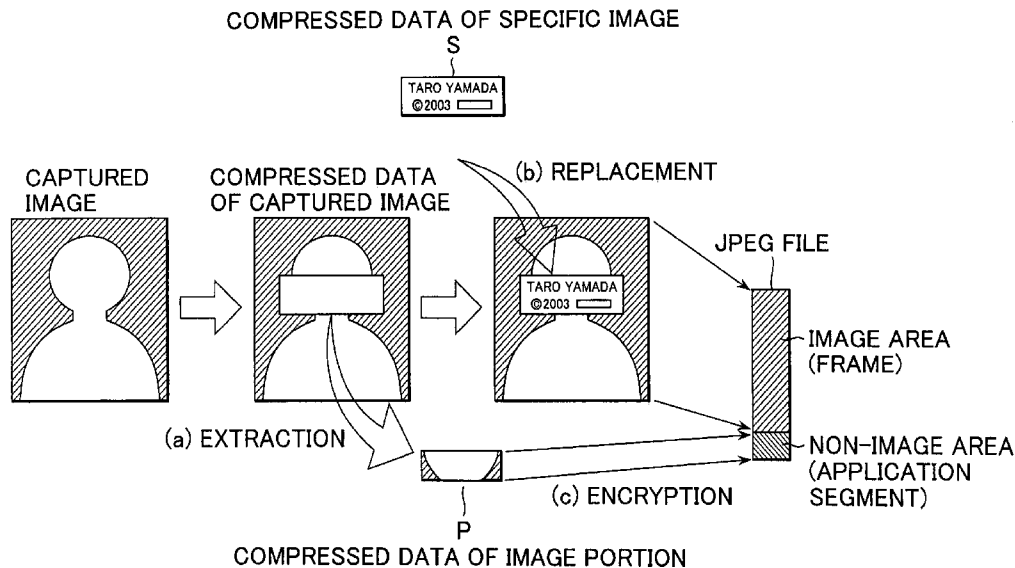 COMPRESSED DATA OF SPECIFIC IMAGE
S
TARO YAMADA
©2003
(b) REPLACEMENT
CAPTURED
IMAGE
COMPRESSED DATA
OF CAPTURED IMAGE
JPEG FILE
TARO YAMADA
©2003
IMAGE AREA
(FRAME)
(a) EXTRACTION
NON-IMAGE AREA
(APPLICATION
SEGMENT)
(c) ENCRYPTION
P
COMPRESSED DATA OF IMAGE PORTION